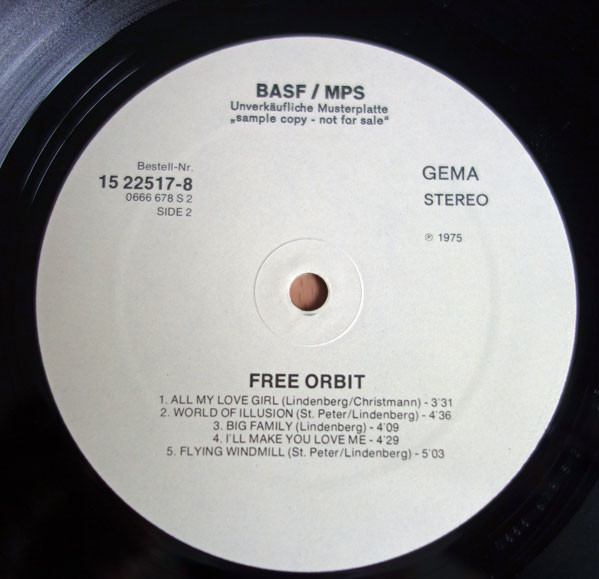 BASF / MPS
Unverkäufliche Musterplatte
„sample copy - not for sale“
Bestell-Nr.
15 22517-8
0666 678 S 2
SIDE 2
GEMA
STEREO
℗ 1975
FREE ORBIT
1. ALL MY LOVE GIRL (Lindenberg/Christmann) - 3'31
2. WORLD OF ILLUSION (St. Peter/Lindenberg) - 4'36
3. BIG FAMILY (Lindenberg) - 4'09
4. I'LL MAKE YOU LOVE ME - 4'29
5. FLYING WINDMILL (St. Peter/Lindenberg) - 5'03